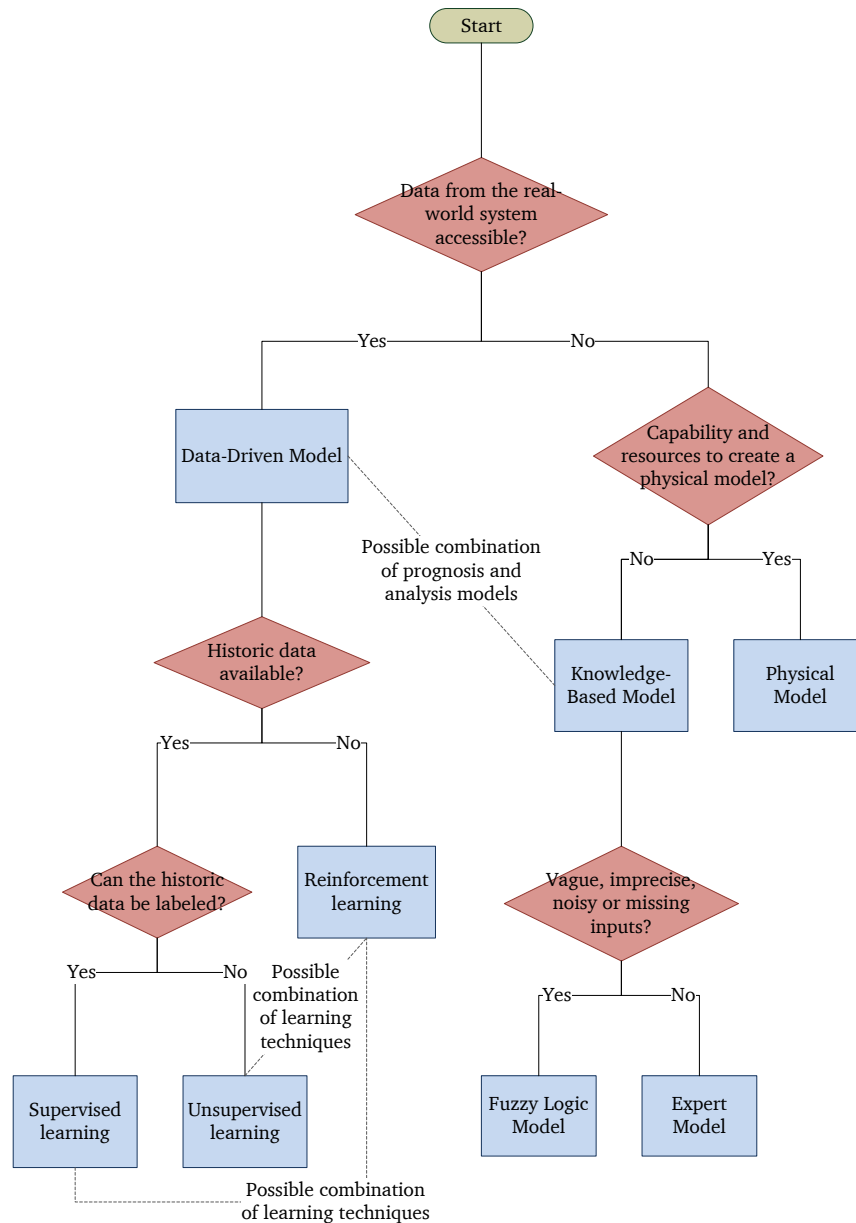 Start
Data from the real-
world system
accessible?
Yes
No
Data-Driven Model
Capability and
resources to create a
physical model?
Possible combination
of prognosis and
analysis models
No
Yes
Historic data
available?
Knowledge-
Based Model
Physical
Model
Yes
No
Can the historic
data be labeled?
Reinforcement
learning
Vague, imprecise,
noisy or missing
inputs?
Yes
No
Possible
combination
of learning
techniques
Yes
No
Supervised
learning
Unsupervised
learning
Fuzzy Logic
Model
Expert
Model
Possible combination
of learning techniques